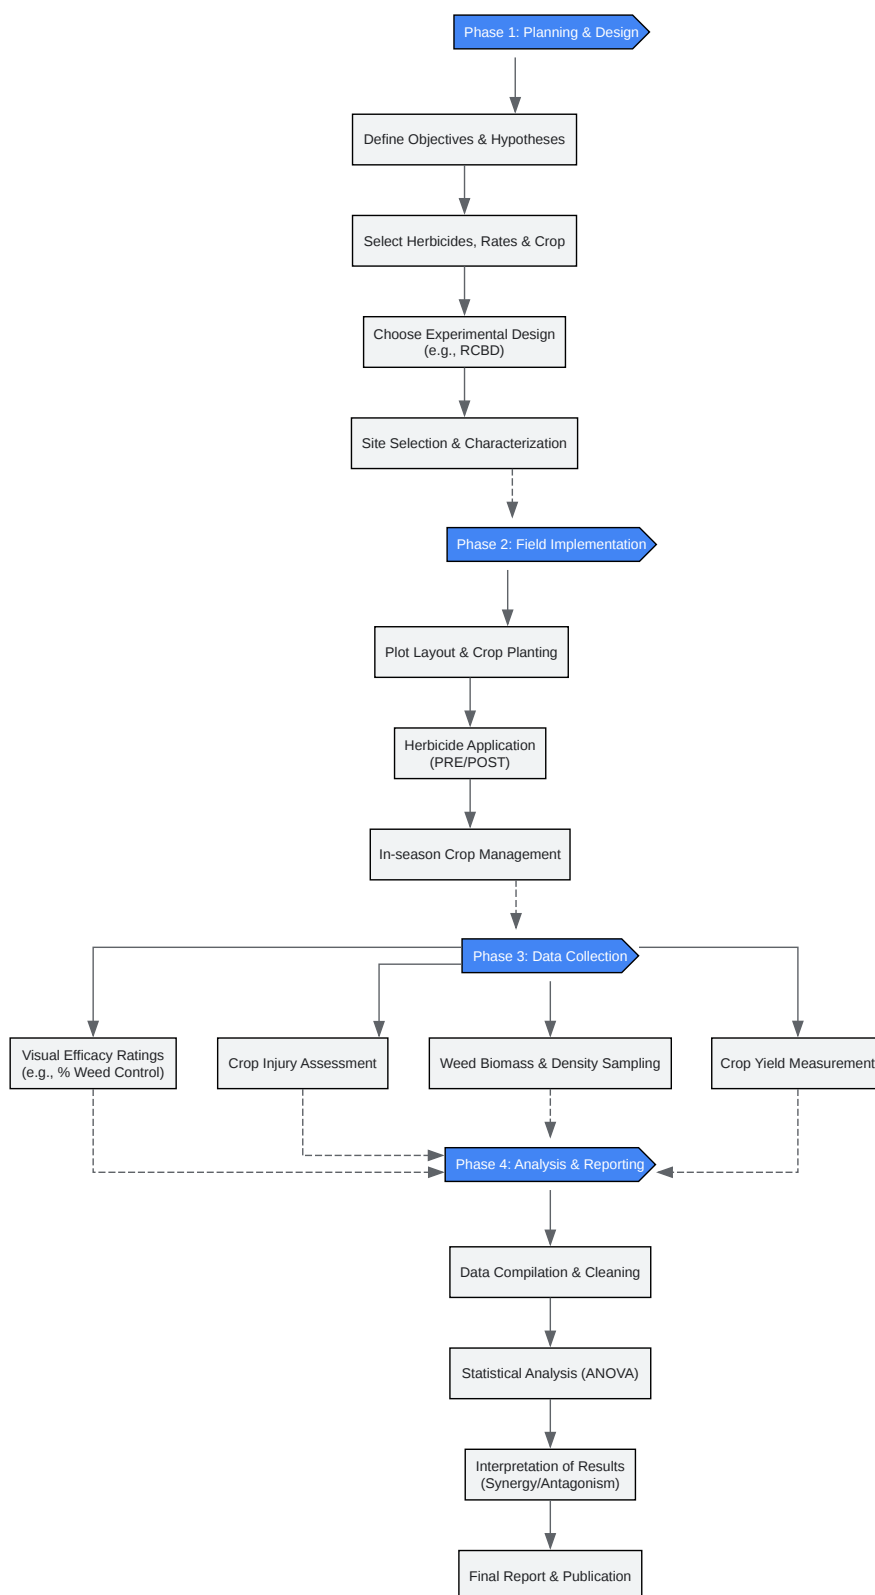 Phase 1: Planning & Design
Define Objectives & Hypotheses
Select Herbicides, Rates & Crop
Choose Experimental Design
(e.g., RCBD)
Site Selection & Characterization
Phase 2: Field Implementation
Plot Layout & Crop Planting
Herbicide Application
(PRE/POST)
In-season Crop Management
Phase 3: Data Collection
Visual Efficacy Ratings
(e.g., % Weed Control)
Crop Injury Assessment
Weed Biomass & Density Sampling
Crop Yield Measurement
Phase 4: Analysis & Reporting
Data Compilation & Cleaning
Statistical Analysis (ANOVA)
Interpretation of Results
(Synergy/Antagonism)
Final Report & Publication